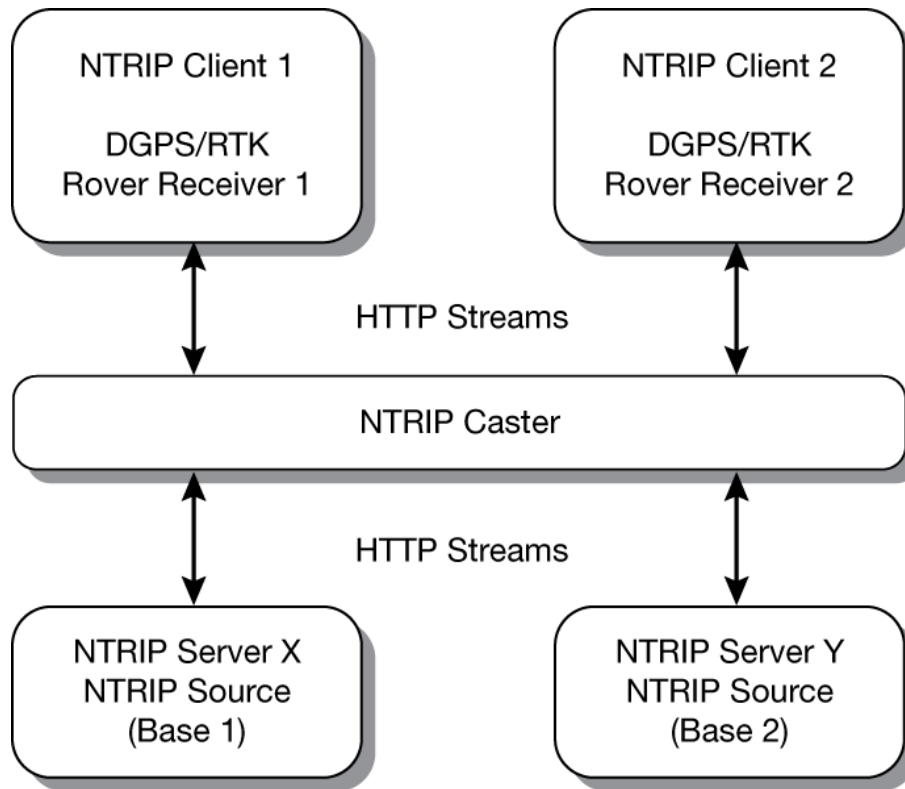 NTRIP Client 1
DGPS/RTK
Rover Receiver 1
NTRIP Client 2
DGPS/RTK
Rover Receiver 2
HTTP Streams
NTRIP Caster
HTTP Streams
NTRIP Server X
NTRIP Source
(Base 1)
NTRIP Server Y
NTRIP Source
(Base 2)